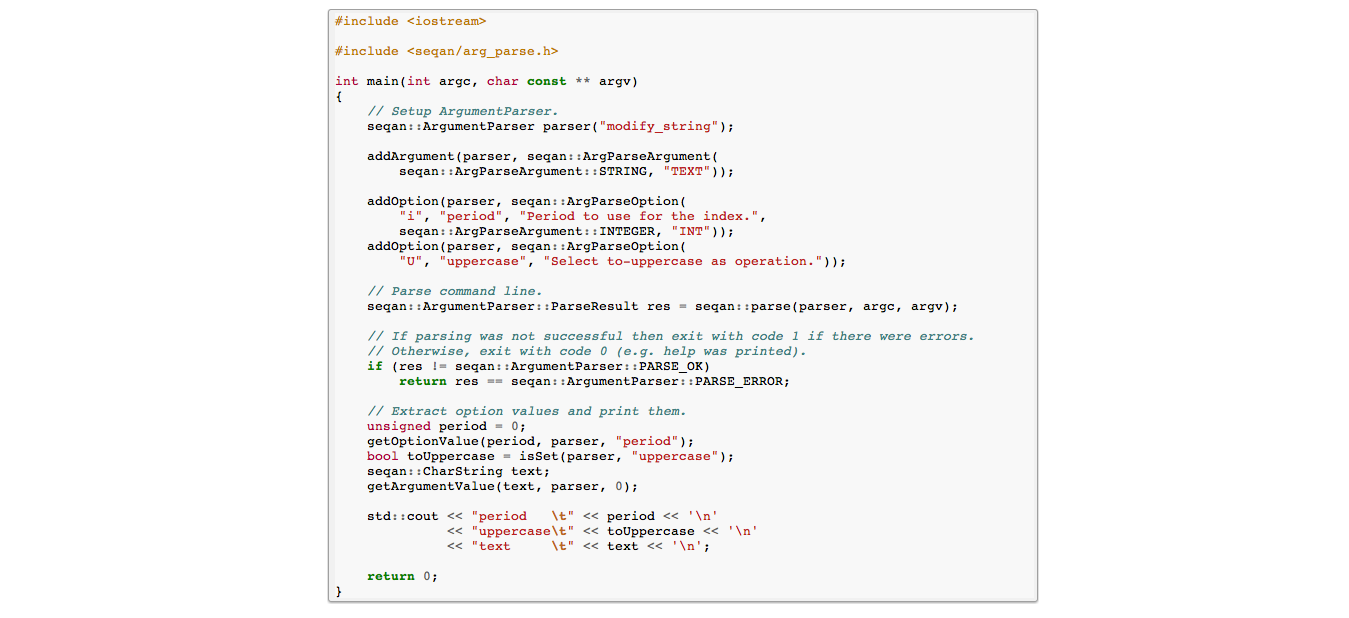 #include <iostream>
#include <seqan/arg_parse.h>
int main(int argc, char const ** argv)
{
    // Setup ArgumentParser.
    seqan::ArgumentParser parser("modify_string");
    addArgument(parser, seqan::ArgParseArgument(
        seqan::ArgParseArgument::STRING, "TEXT"));
    addOption(parser, seqan::ArgParseOption(
        "i", "period", "Period to use for the index.",
        seqan::ArgParseArgument::INTEGER, "INT"));
    addOption(parser, seqan::ArgParseOption(
        "U", "uppercase", "Select to-uppercase as operation."));
    // Parse command line.
    seqan::ArgumentParser::ParseResult res = seqan::parse(parser, argc, argv);
    // If parsing was not successful then exit with code 1 if there were errors.
    // Otherwise, exit with code 0 (e.g. help was printed).
    if (res != seqan::ArgumentParser::PARSE_OK)
        return res == seqan::ArgumentParser::PARSE_ERROR;
    // Extract option values and print them.
    unsigned period = 0;
    getOptionValue(period, parser, "period");
    bool toUppercase = isSet(parser, "uppercase");
    seqan::CharString text;
    getArgumentValue(text, parser, 0);
    std::cout << "period   \t" << period << '\n'
              << "uppercase\t" << toUppercase << '\n'
              << "text     \t" << text << '\n';
    return 0;
}